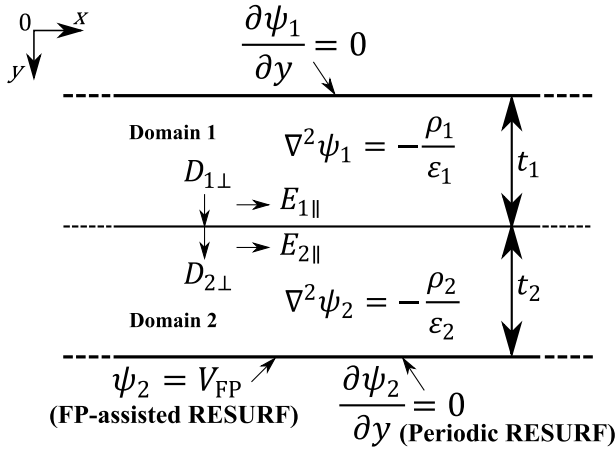 0 x
y
∂ψ₁/∂y = 0
Domain 1
∇²ψ₁ = −ρ₁/ε₁
t₁
D₁⊥
E₁∥
E₂∥
D₂⊥
∇²ψ₂ = −ρ₂/ε₂
t₂
Domain 2
ψ₂ = V_FP
(FP-assisted RESURF)
∂ψ₂/∂y = 0
(Periodic RESURF)